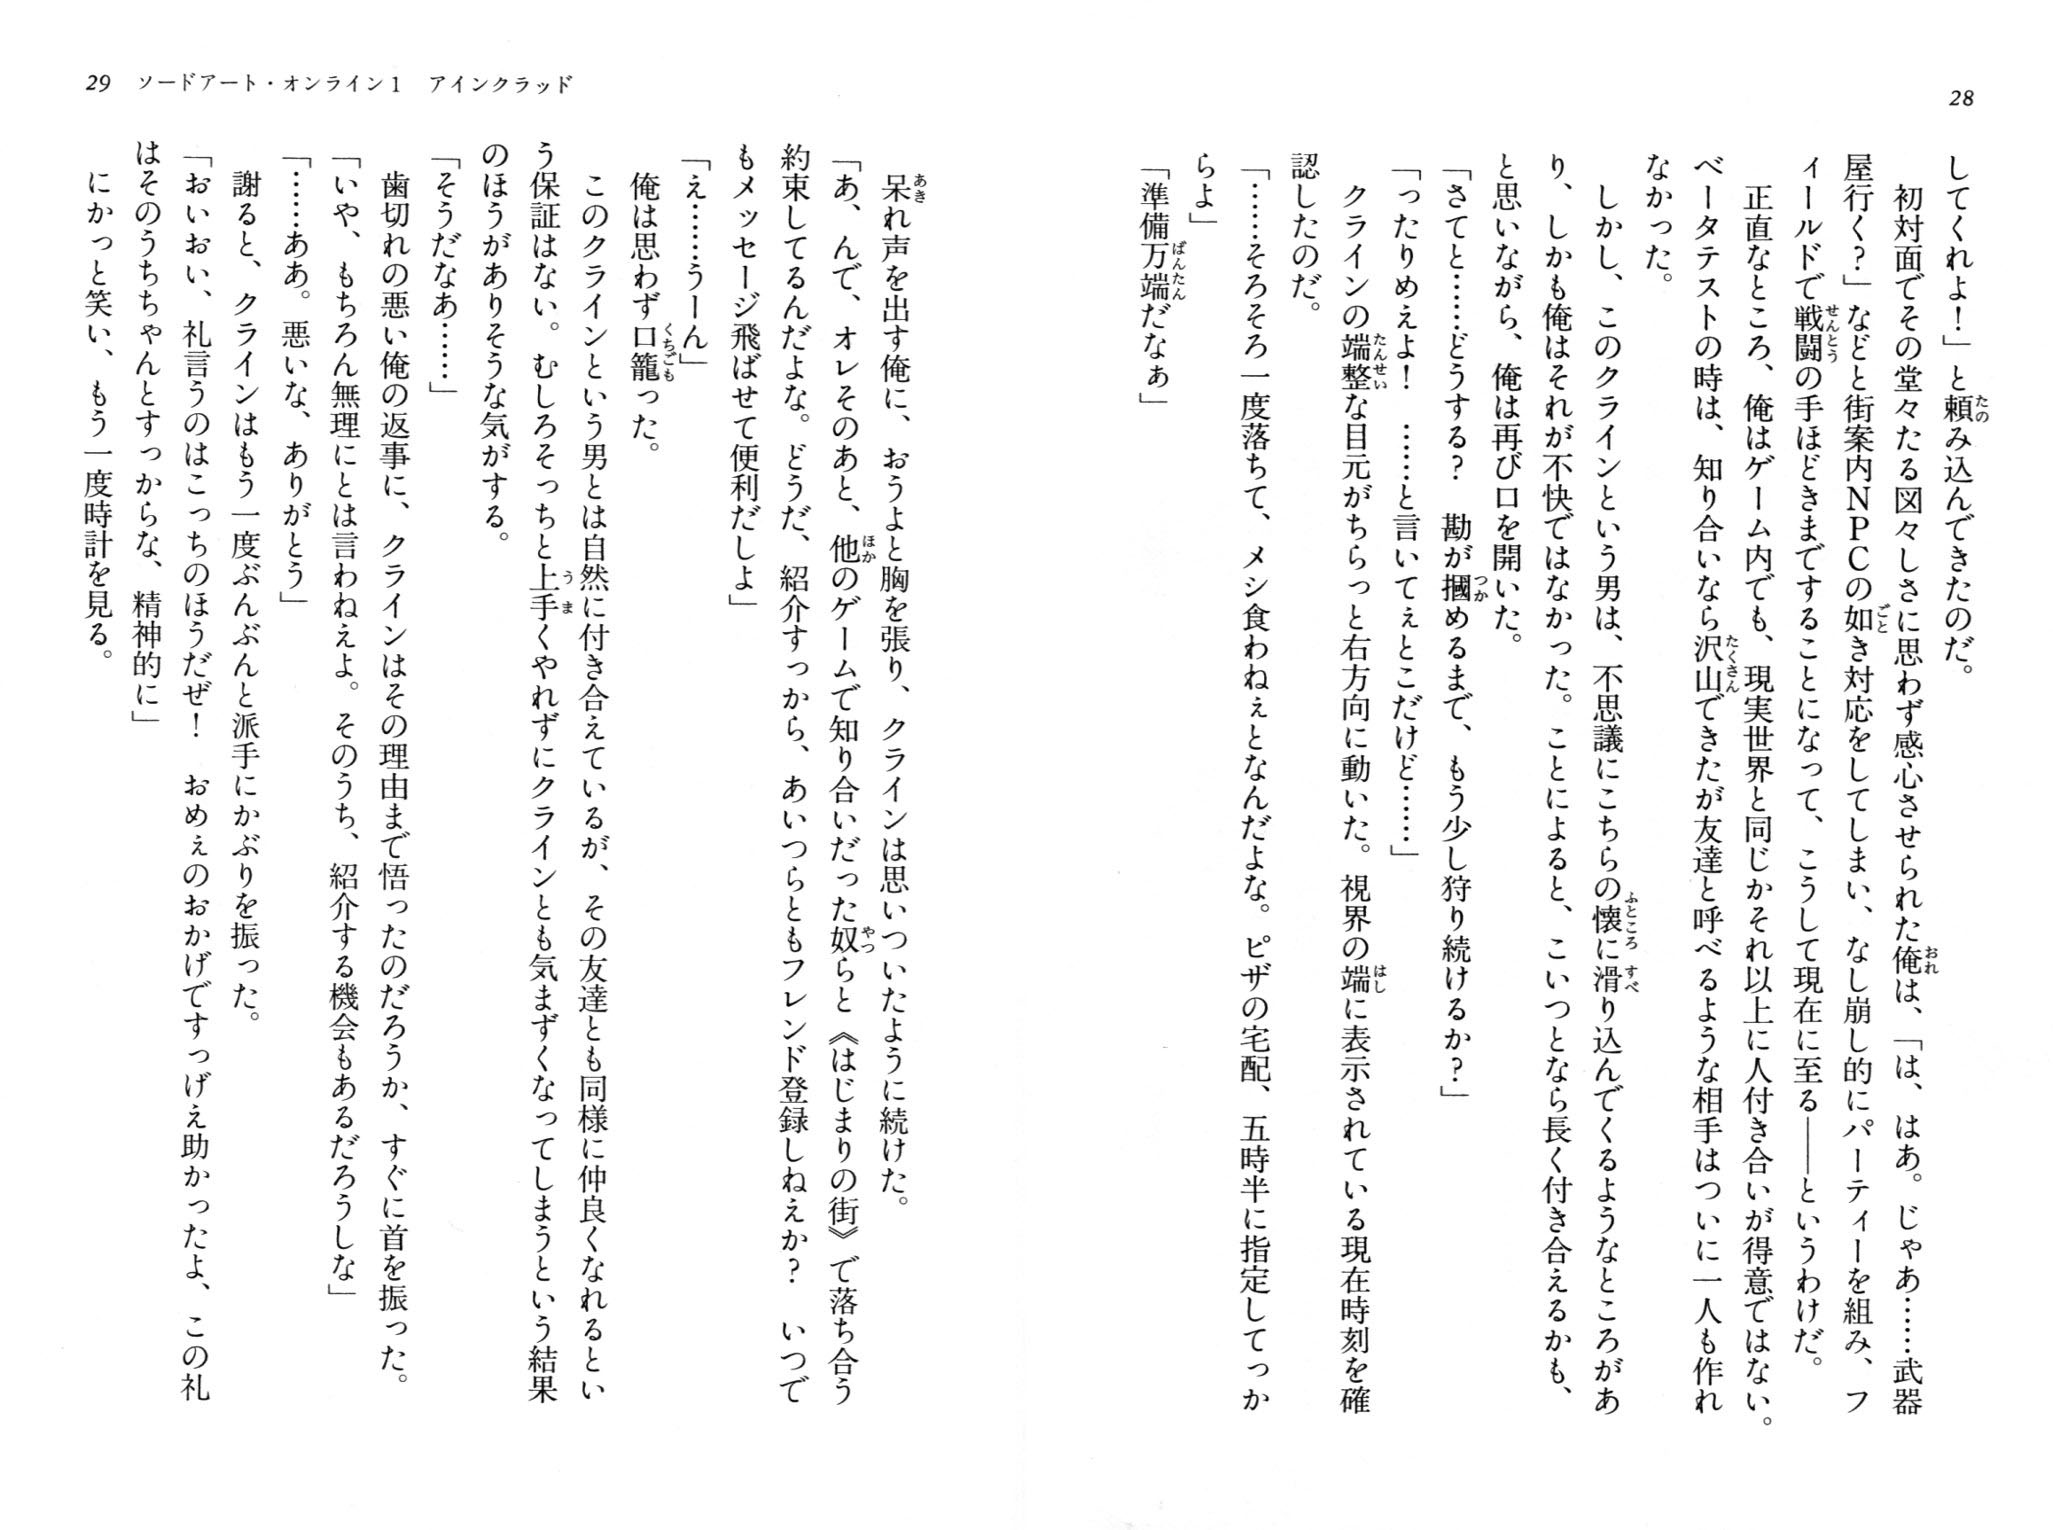 28
してくれよ！」と頼み込んできたのだ。
初対面でその堂々たる図々しさに思わず感心させられた俺は、「は、はあ。じゃあ……武器
屋行く？」などと街案内ＮＰＣの如き対応をしてしまい、なし崩し的にパーティーを組み、フ
ィールドで戦闘の手ほどきまですることになって、こうして現在に至る――というわけだ。
正直なところ、俺はゲーム内でも、現実世界と同じかそれ以上に人付き合いが得意ではない。
ベータテストの時は、知り合いなら沢山できたが友達と呼べるような相手はついに一人も作れ
なかった。
しかし、このクラインという男は、不思議にこちらの懐に滑り込んでくるようなところがあ
り、しかも俺はそれが不快ではなかった。ことによると、こいつとなら長く付き合えるかも、
と思いながら、俺は再び口を開いた。
「さてと……どうする？　勘が摑めるまで、もう少し狩り続けるか？」
「ったりめえよ！　……と言いてぇとこだけど……」
クラインの端整な目元がちらっと右方向に動いた。視界の端に表示されている現在時刻を確
認したのだ。
「……そろそろ一度落ちて、メシ食わねぇとなんだよな。ピザの宅配、五時半に指定してっか
らよ」
「準備万端だなぁ」
29　ソードアート・オンライン1　アインクラッド
呆れ声を出す俺に、おうよと胸を張り、クラインは思いついたように続けた。
「あ、んで、オレそのあと、他のゲームで知り合いだった奴らと《はじまりの街》で落ち合う
約束してるんだよな。どうだ、紹介すっから、あいつらともフレンド登録しねえか？　いつで
もメッセージ飛ばせて便利だしよ」
「え……うーん」
俺は思わず口籠った。
このクラインという男とは自然に付き合えているが、その友達とも同様に仲良くなれるとい
う保証はない。むしろそっちと上手くやれずにクラインとも気まずくなってしまうという結果
のほうがありそうな気がする。
「そうだなあ……」
歯切れの悪い俺の返事に、クラインはその理由まで悟ったのだろうか、すぐに首を振った。
「いや、もちろん無理にとは言わねえよ。そのうち、紹介する機会もあるだろうしな」
「……ああ。悪いな、ありがとう」
謝ると、クラインはもう一度ぶんぶんと派手にかぶりを振った。
「おいおい、礼言うのはこっちのほうだぜ！　おめぇのおかげですっげえ助かったよ、この礼
はそのうちちゃんとすっからな、精神的に」
にかっと笑い、もう一度時計を見る。